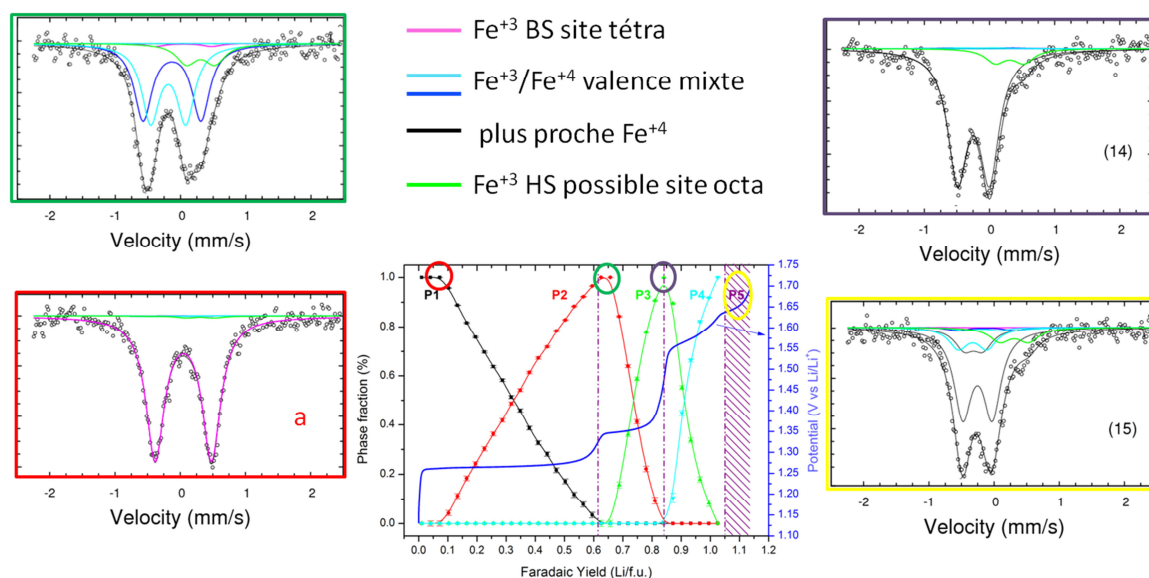 Fe+3 BS site tétra
Fe+3/Fe+4 valence mixte
plus proche Fe+4
Fe+3 HS possible site octa
-2 -1 0 1 2
Velocity (mm/s)
(14)
-2 -1 0 1 2
Velocity (mm/s)
a
-2 -1 0 1 2
Velocity (mm/s)
Phase fraction (%)
1.0
0.8
0.6
0.4
0.2
0.0
P1 P2 P3 P4 P5
1.75
1.70
1.65
1.60
1.55
1.50
1.45
1.40
1.35
1.30
1.25
1.20
1.15
1.10
Potential (V vs Li/Li+)
0.0 0.1 0.2 0.3 0.4 0.5 0.6 0.7 0.8 0.9 1.0 1.1 1.2
Faradaic Yield (Li/f.u.)
(15)
-2 -1 0 1 2
Velocity (mm/s)